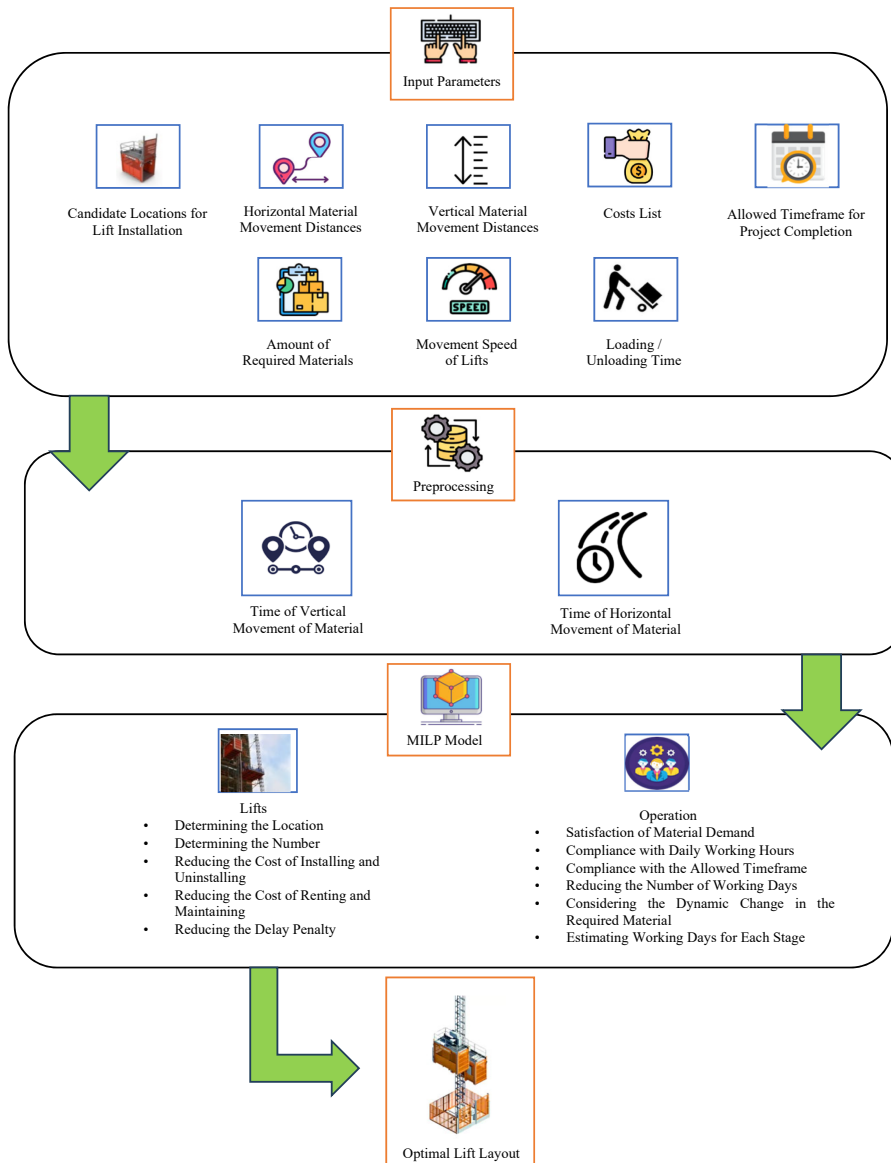 Input Parameters
Candidate Locations for
Lift Installation
Horizontal Material
Movement Distances
Vertical Material
Movement Distances
Costs List
Allowed Timeframe for
Project Completion
SPEED
Amount of
Required Materials
Movement Speed
of Lifts
Loading /
Unloading Time
Preprocessing
Time of Vertical
Movement of Material
Time of Horizontal
Movement of Material
MILP Model
Lifts
• Determining the Location
• Determining the Number
• Reducing the Cost of Installing and
Uninstalling
• Reducing the Cost of Renting and
Maintaining
• Reducing the Delay Penalty
Operation
• Satisfaction of Material Demand
• Compliance with Daily Working Hours
• Compliance with the Allowed Timeframe
• Reducing the Number of Working Days
• Considering the Dynamic Change in the
Required Material
• Estimating Working Days for Each Stage
Optimal Lift Layout